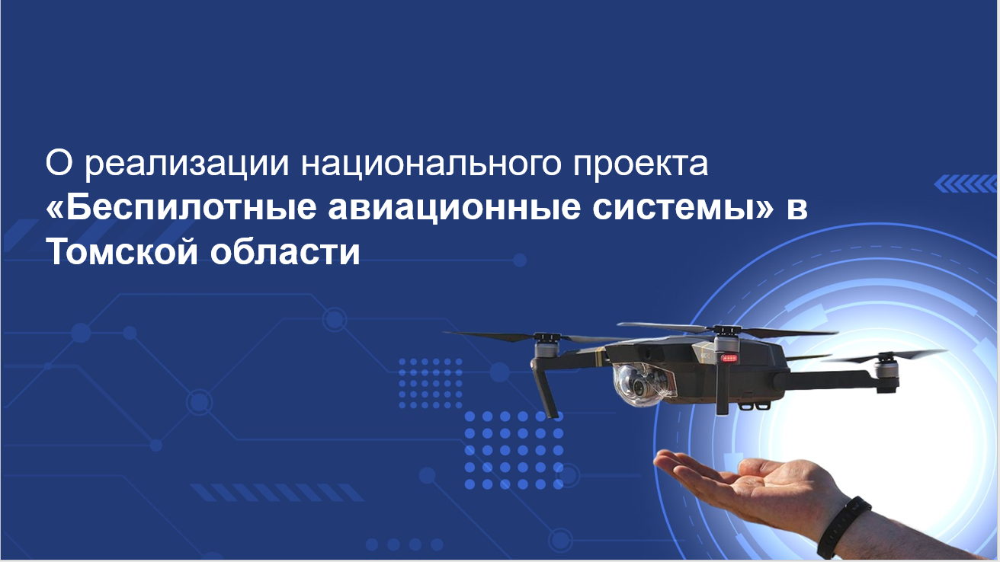 О реализации национального проекта
«Беспилотные авиационные системы» в
Томской области